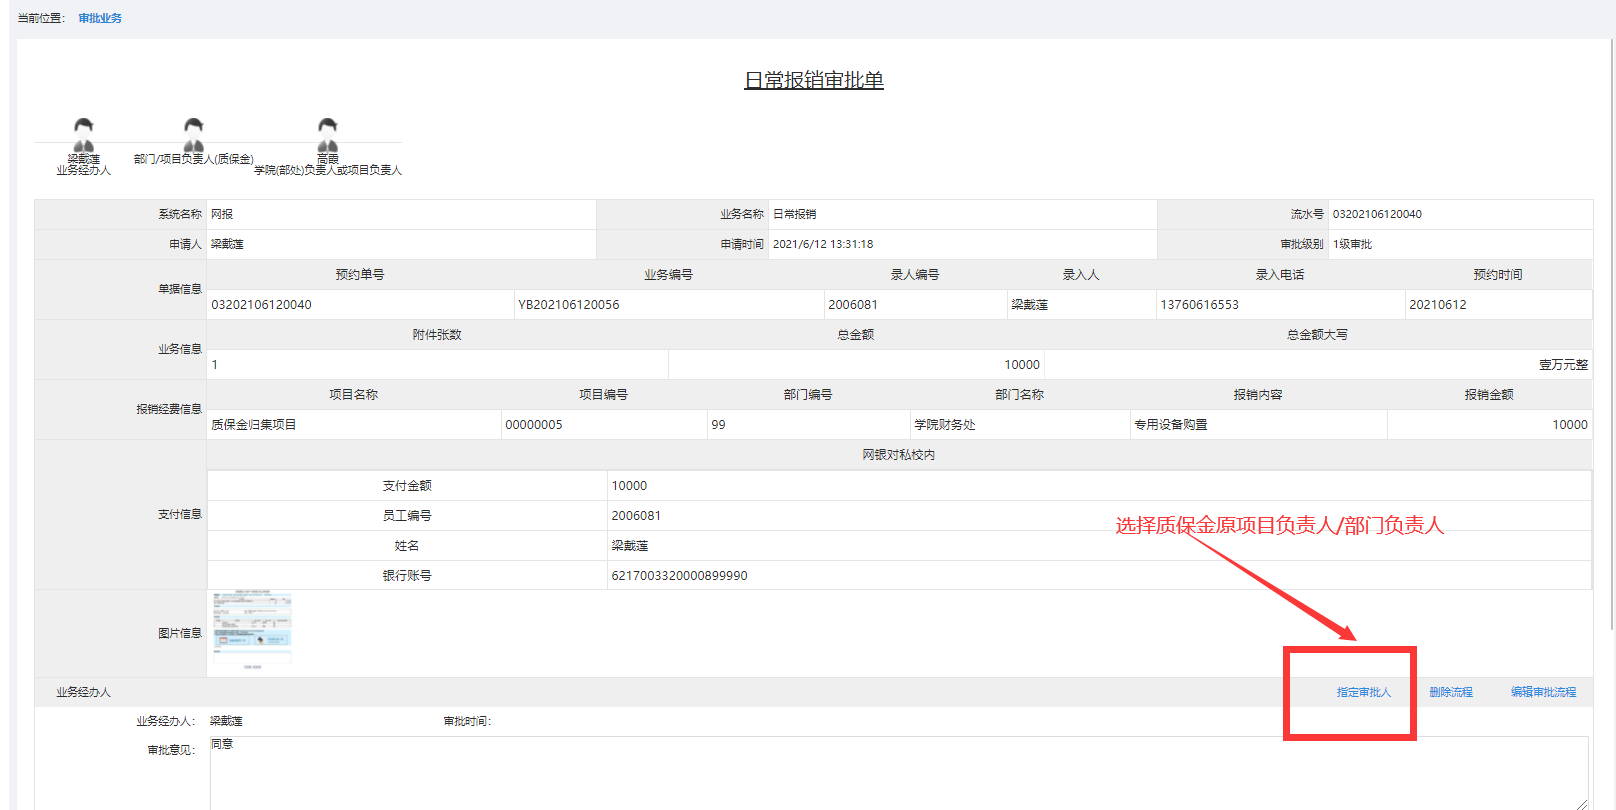 当前位置： 审批业务
日常报销审批单
梁戴莲
业务经办人
部门/项目负责人(质保金)
高霞
学院(部处)负责人或项目负责人
系统名称 网报 业务名称 日常报销 流水号 03202106120040
申请人 梁戴莲 申请时间 2021/6/12 13:31:18 审批级别 1级审批
单据信息
预约单号 业务编号 录人编号 录入人 录入电话 预约时间
03202106120040 YB202106120056 2006081 梁戴莲 13760616553 20210612
业务信息
附件张数 总金额 总金额大写
1 10000 壹万元整
报销经费信息
项目名称 项目编号 部门编号 部门名称 报销内容 报销金额
质保金归集项目 00000005 99 学院财务处 专用设备购置 10000
支付信息
网银对私校内
支付金额 10000
员工编号 2006081
姓名 梁戴莲
银行账号 6217003320000899990
选择质保金原项目负责人/部门负责人
图片信息
业务经办人 指定审批人 删除流程 编辑审批流程
业务经办人： 梁戴莲 审批时间：
审批意见： 同意